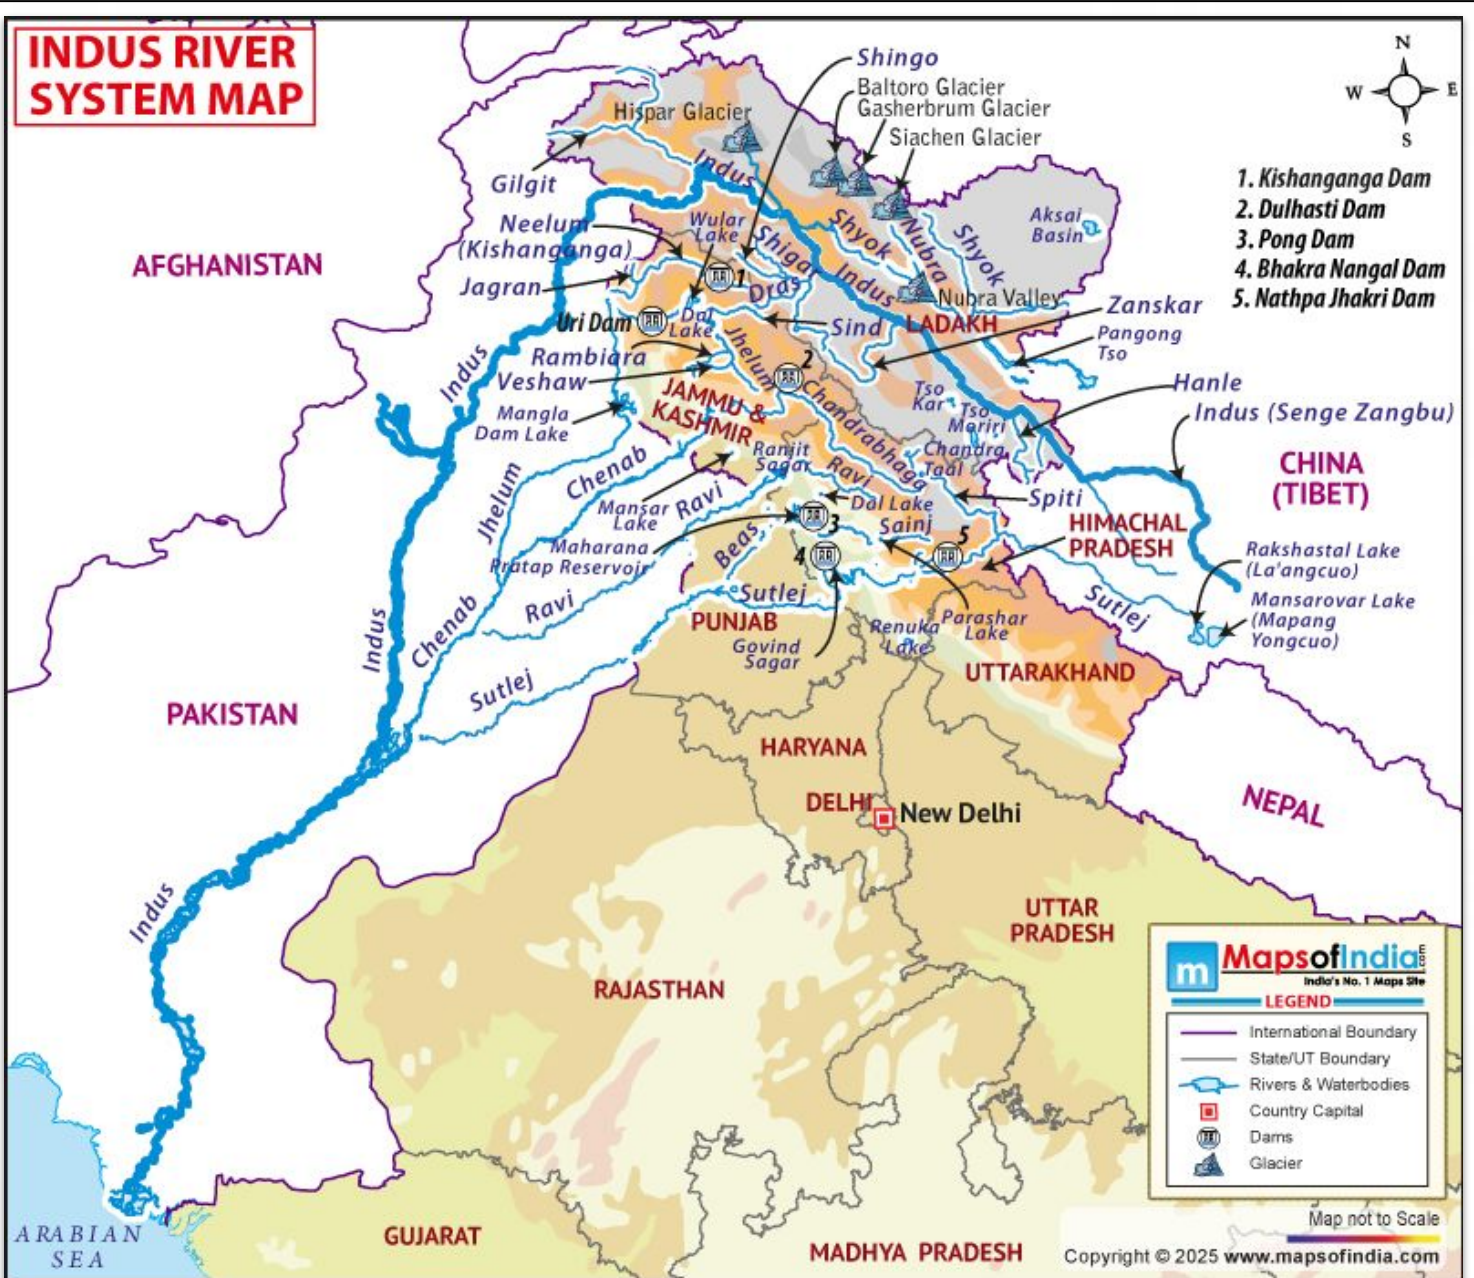 INDUS RIVER
SYSTEM MAP
N
W
E
S
Shingo
Baltoro Glacier
Gasherbrum Glacier
Siachen Glacier
Hispar Glacier
Indus
Gilgit
1. Kishanganga Dam
2. Dulhasti Dam
3. Pong Dam
4. Bhakra Nangal Dam
5. Nathpa Jhakri Dam
Aksai
Basin
Neelum
(Kishanganga)
Wular
Lake
Shigar
Shyok
Nubra
Shyok
AFGHANISTAN
Jagran
1
Dras
Indus
Nubra Valley
Uri Dam
Dal
Lake
Sind
LADAKH
Zanskar
Pangong
Tso
Rambiara
Veshaw
Jhelum
2
Indus
Mangla
Dam Lake
JAMMU &
KASHMIR
Chandrabhaga
Tso
Kar
Tso
Moriri
Hanle
Indus (Senge Zangbu)
CHINA
(TIBET)
Ranjit
Sagar
Ravi
Chandra
Taal
Jhelum
Chenab
Mansar
Lake
Ravi
Dal Lake
Spiti
Maharana
Pratap Reservoir
Beas
3
Sainj
5
4
HIMACHAL
PRADESH
Rakshastal Lake
(La'angcuo)
Mansarovar Lake
(Mapang
Yongcuo)
Sutlej
Indus
Chenab
Ravi
Sutlej
PUNJAB
Govind
Sagar
Renuka
Lake
Parashar
Lake
UTTARAKHAND
Sutlej
PAKISTAN
HARYANA
DELHI
New Delhi
NEPAL
Indus
UTTAR
PRADESH
RAJASTHAN
m
MapsofIndia.com
India's No. 1 Maps Site
LEGEND
International Boundary
State/UT Boundary
Rivers & Waterbodies
Country Capital
Dams
Glacier
ARABIAN
SEA
GUJARAT
MADHYA PRADESH
Map not to Scale
Copyright © 2025 www.mapsofindia.com